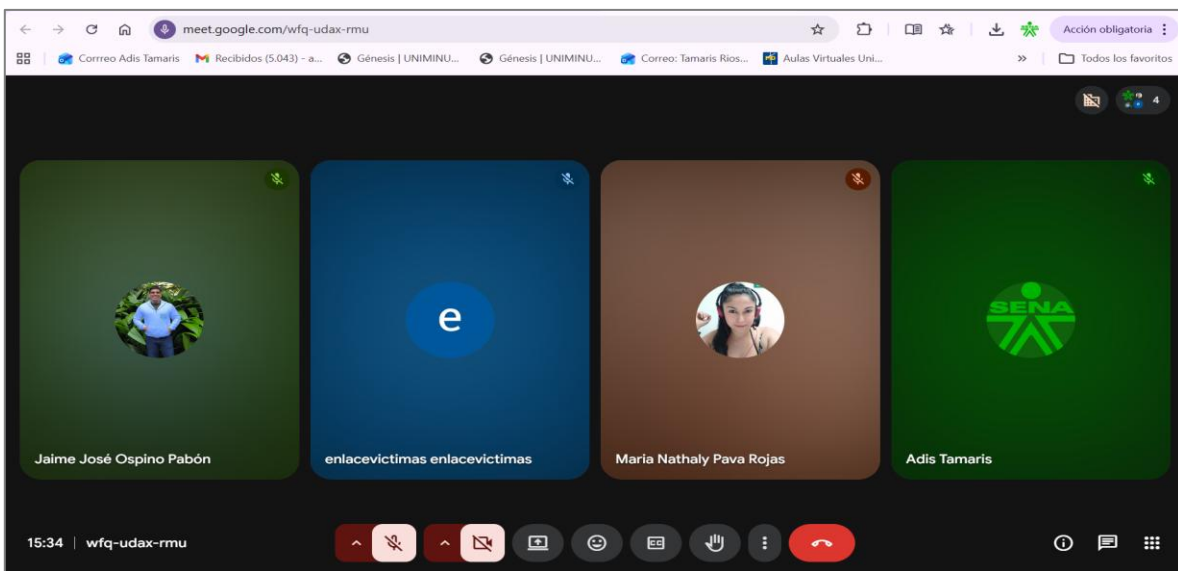 meet.google.com/wfq-udax-rmu
Acción obligatoria
Corrreo Adis Tamaris Recibidos (5.043) - a... Génesis | UNIMINU... Génesis | UNIMINU... Correo: Tamaris Rios... Aulas Virtuales Uni... » Todos los favoritos
4
e
SENA
Jaime José Ospino Pabón
enlacevictimas enlacevictimas
Maria Nathaly Pava Rojas
Adis Tamaris
15:34 | wfq-udax-rmu
CC